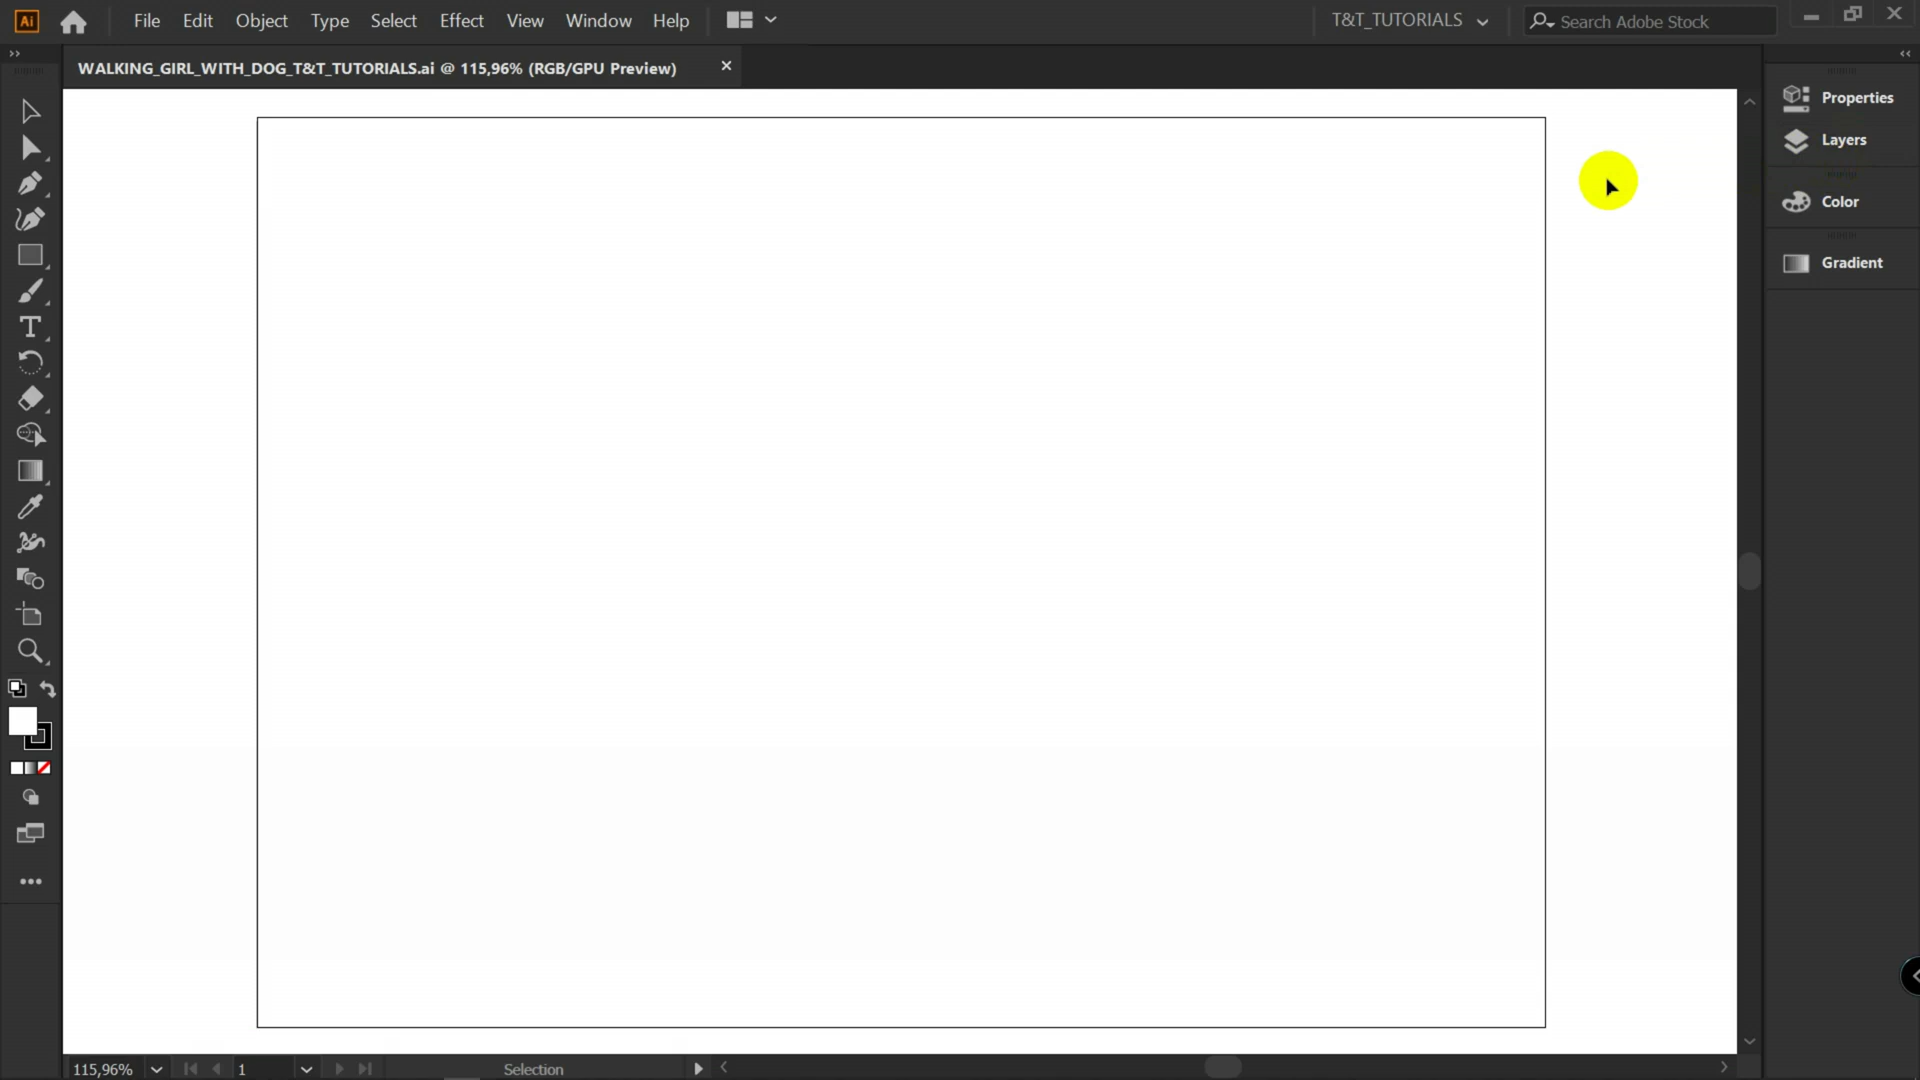 Ai File Edit Object Type Select Effect View Window Help T&T_TUTORIALS Search Adobe Stock
WALKING_GIRL_WITH_DOG_T&T_TUTORIALS.ai @ 115,96% (RGB/GPU Preview)
Properties
Layers
Color
Gradient
115,96% 1 Selection